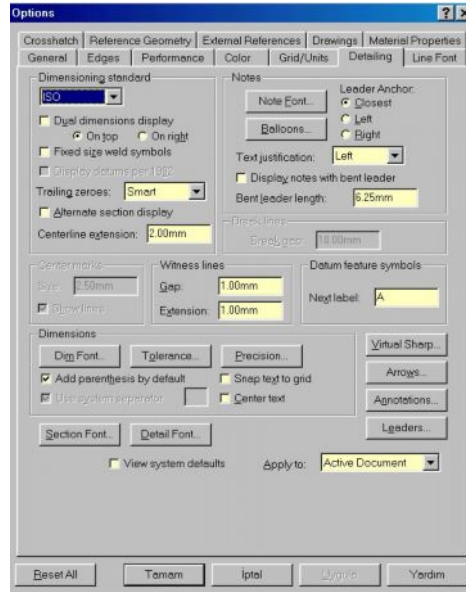 Options
Crosshatch Reference Geometry External References Drawings Material Properties
General Edges Performance Color Grid/Units Detailing Line Font
Dimensioning standard
ISO
Dual dimensions display
On top On right
Fixed size weld symbols
Display datums per 1982
Trailing zeroes: Smart
Alternate section display
Centerline extension: 2.00mm
Notes
Note Font...
Balloons...
Leader Anchor:
Closest
Left
Right
Text justification: Left
Display notes with bent leader
Bent leader length: 6.25mm
Break lines
Break gap: 10.00mm
Center marks
Size: 2.50mm
Show lines
Witness lines
Gap: 1.00mm
Extension: 1.00mm
Datum feature symbols
Next label: A
Dimensions
Dim Font... Tolerance... Precision...
Add parenthesis by default Snap text to grid
Use system separator Center text
Virtual Sharp...
Arrows...
Annotations...
Leaders...
Section Font... Detail Font...
View system defaults Apply to: Active Document
Reset All Tamam İptal Uygula Yardım